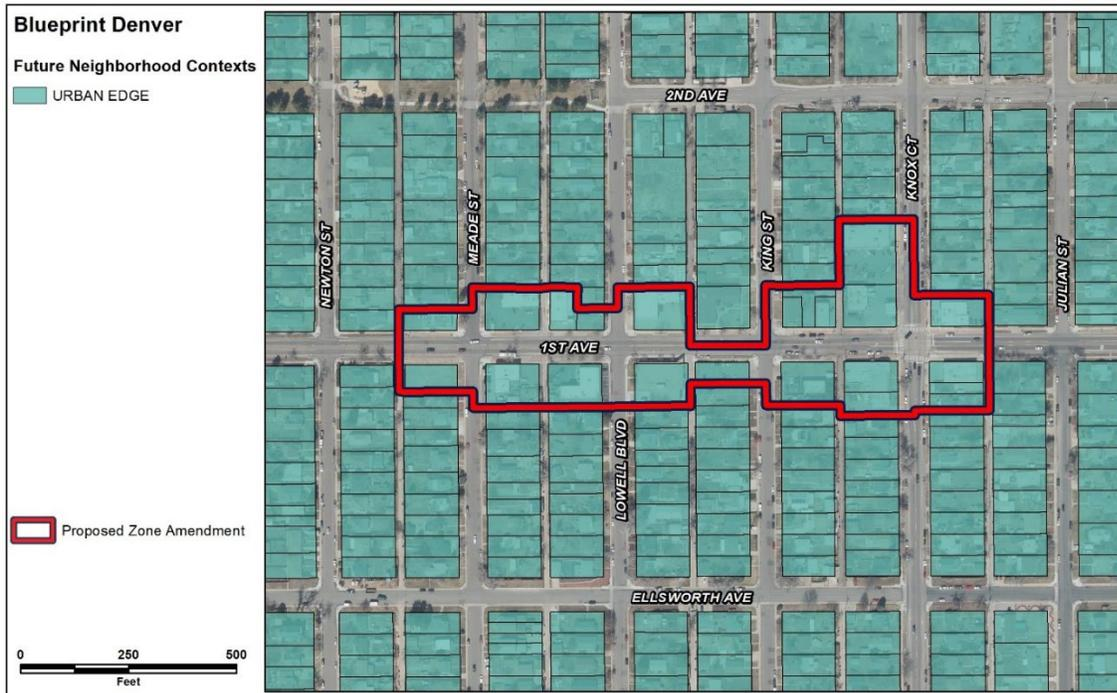 Blueprint Denver
Future Neighborhood Contexts
URBAN EDGE
2ND AVE
KNOX CT
NEWTON ST
MEADE ST
KING ST
JULIAN ST
1ST AVE
LOWELL BLVD
Proposed Zone Amendment
ELLSWORTH AVE
0 250 500
Feet